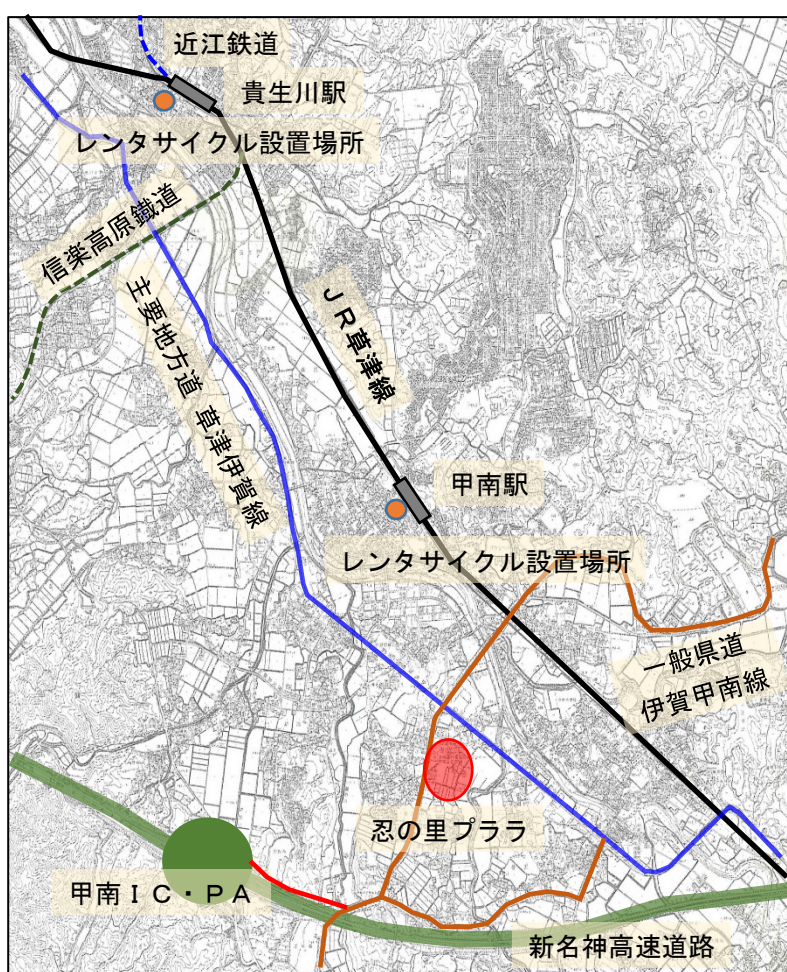 近江鉄道
貴生川駅
レンタサイクル設置場所
信楽高原鐵道
主要地方道 草津伊賀線
JR草津線
甲南駅
レンタサイクル設置場所
一般県道
伊賀甲南線
忍の里プララ
甲南IC・PA
新名神高速道路